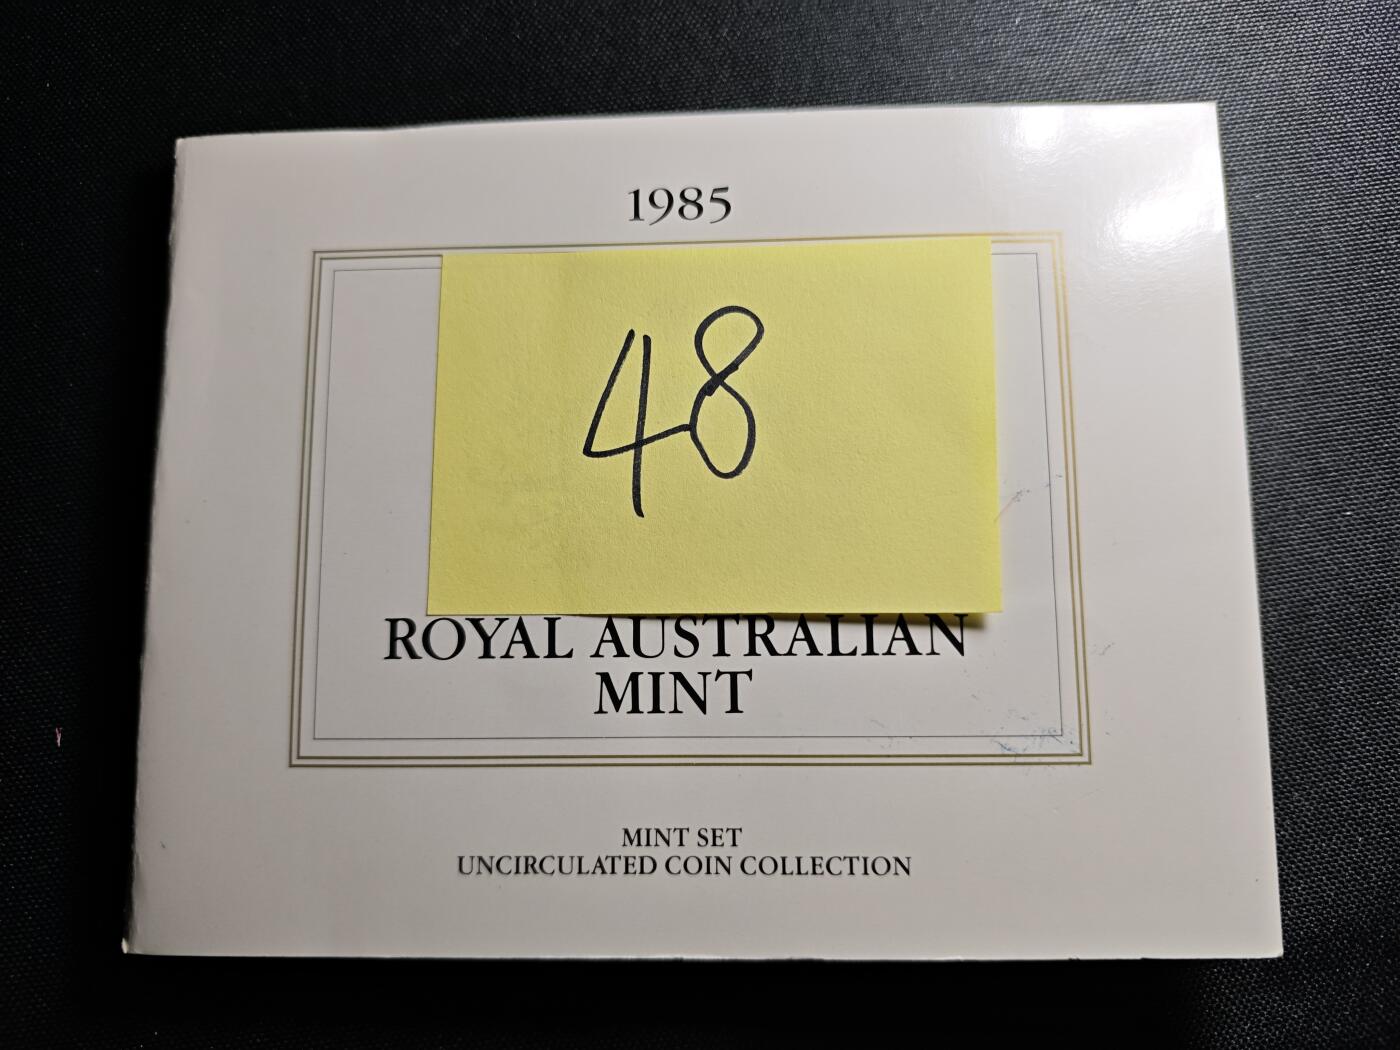 1985
48
ROYAL AUSTRALIAN
MINT
MINT SET
UNCIRCULATED COIN COLLECTION